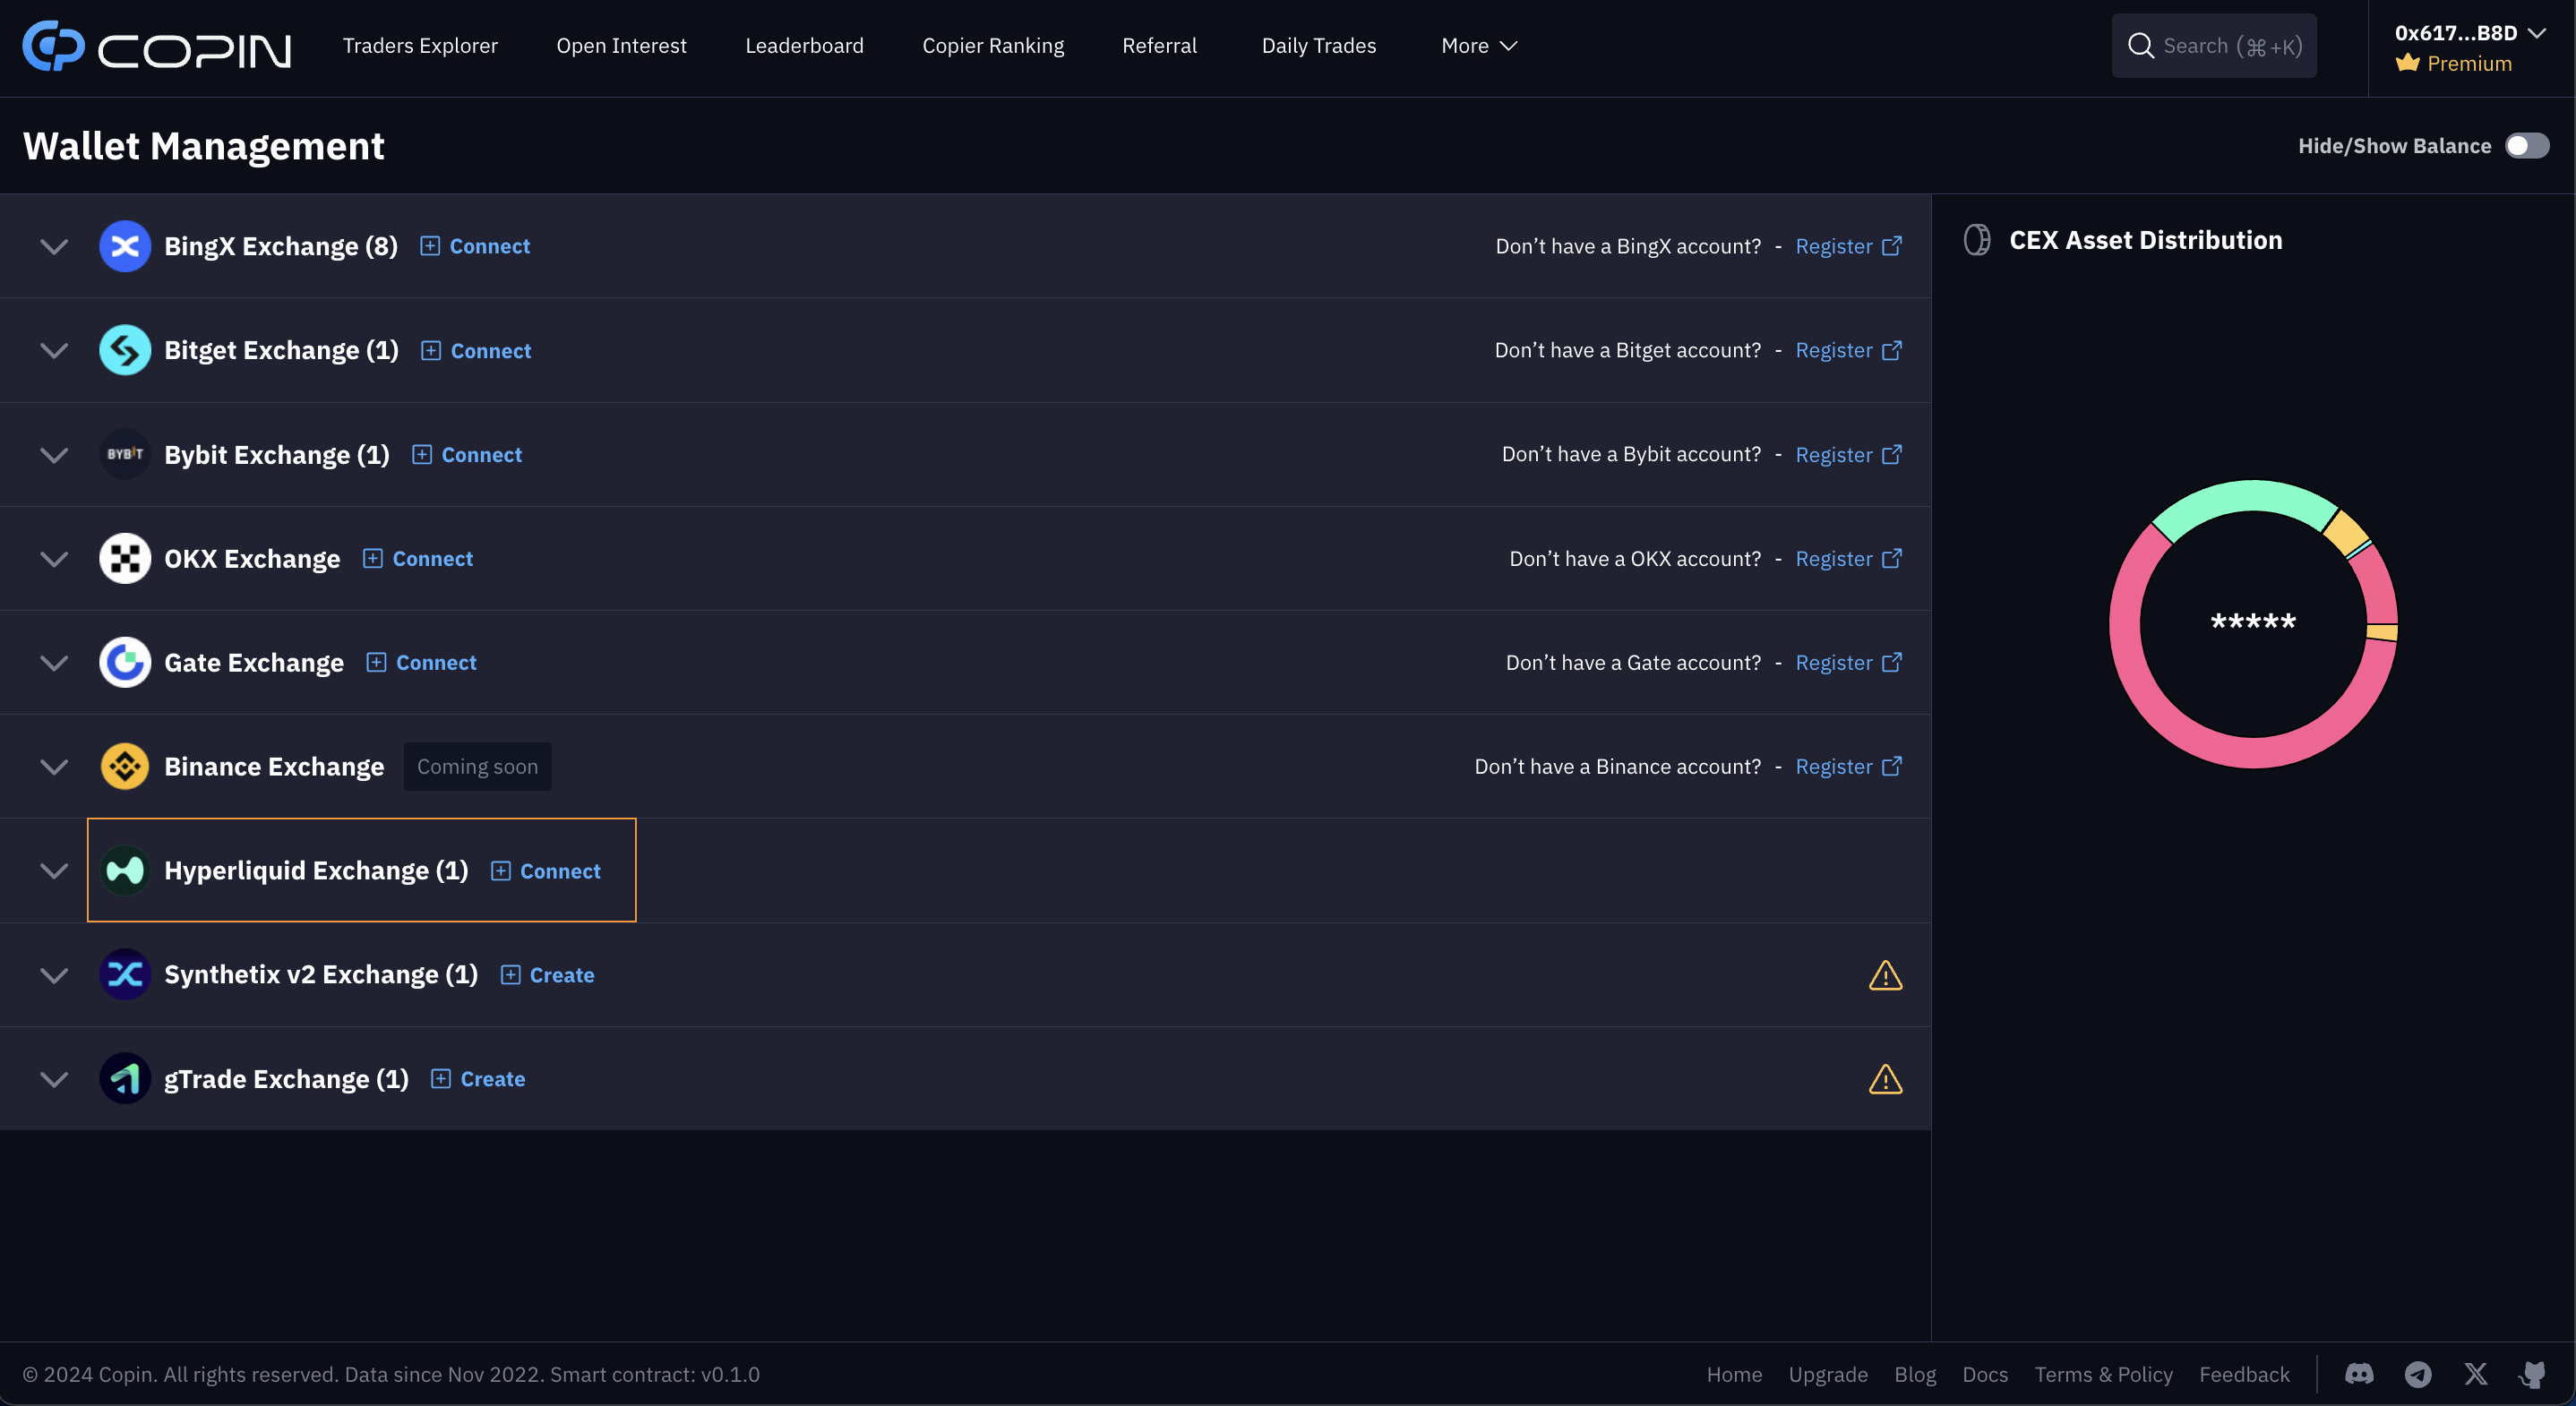 COPIN
Traders Explorer
Open Interest
Leaderboard
Copier Ranking
Referral
Daily Trades
More
Search (⌘+K)
0x617...B8D
Premium
Wallet Management
Hide/Show Balance
BingX Exchange (8) Connect
Don’t have a BingX account? - Register
Bitget Exchange (1) Connect
Don’t have a Bitget account? - Register
BYBIT
Bybit Exchange (1) Connect
Don’t have a Bybit account? - Register
OKX Exchange Connect
Don’t have a OKX account? - Register
Gate Exchange Connect
Don’t have a Gate account? - Register
Binance Exchange Coming soon
Don’t have a Binance account? - Register
Hyperliquid Exchange (1) Connect
Synthetix v2 Exchange (1) Create
gTrade Exchange (1) Create
CEX Asset Distribution
*****
© 2024 Copin. All rights reserved. Data since Nov 2022. Smart contract: v0.1.0
Home
Upgrade
Blog
Docs
Terms & Policy
Feedback